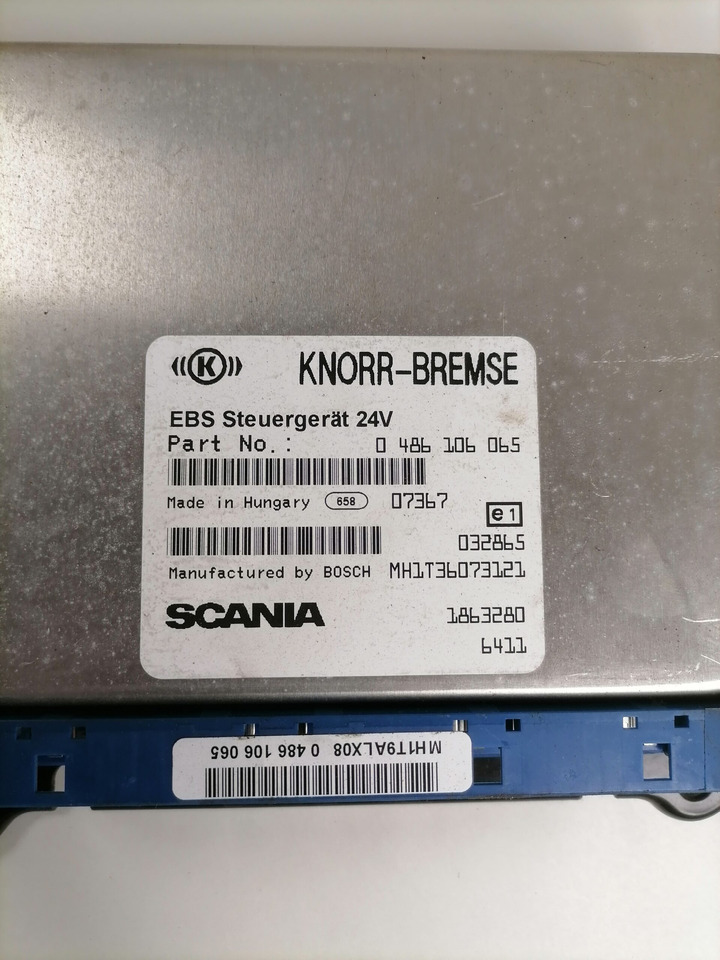 K KNORR-BREMSE
EBS Steuergerät 24V
Part No.: 0 486 106 065
Made in Hungary 658 07367
e1
032865
Manufactured by BOSCH MH1T36073121
SCANIA 1863280
6411
MH1T9ALX08 0 486 106 065